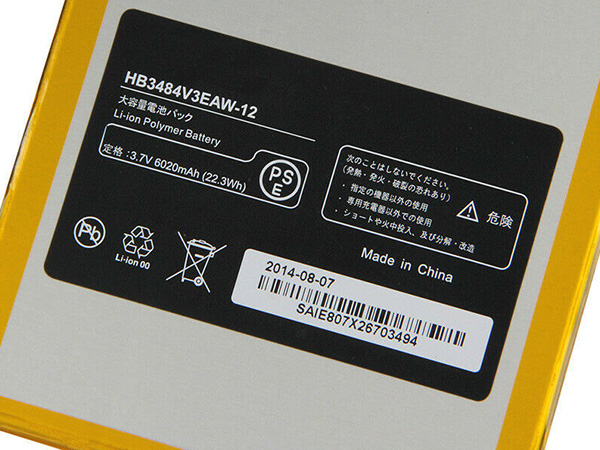 HB3484V3EAW-12
大容量電池パック
Li-ion Polymer Battery
定格：3.7V 6020mAh (22.3Wh)
PS
E
次のことはしないでください。
(発熱・発火・破裂の恐れあり)
・指定の機器以外の使用
・専用充電器以外での使用
・ショートや火中投入、及び分解・改造
危険
Made in China
Pb
Li-ion 00
2014-08-07
SAIE807X26703494